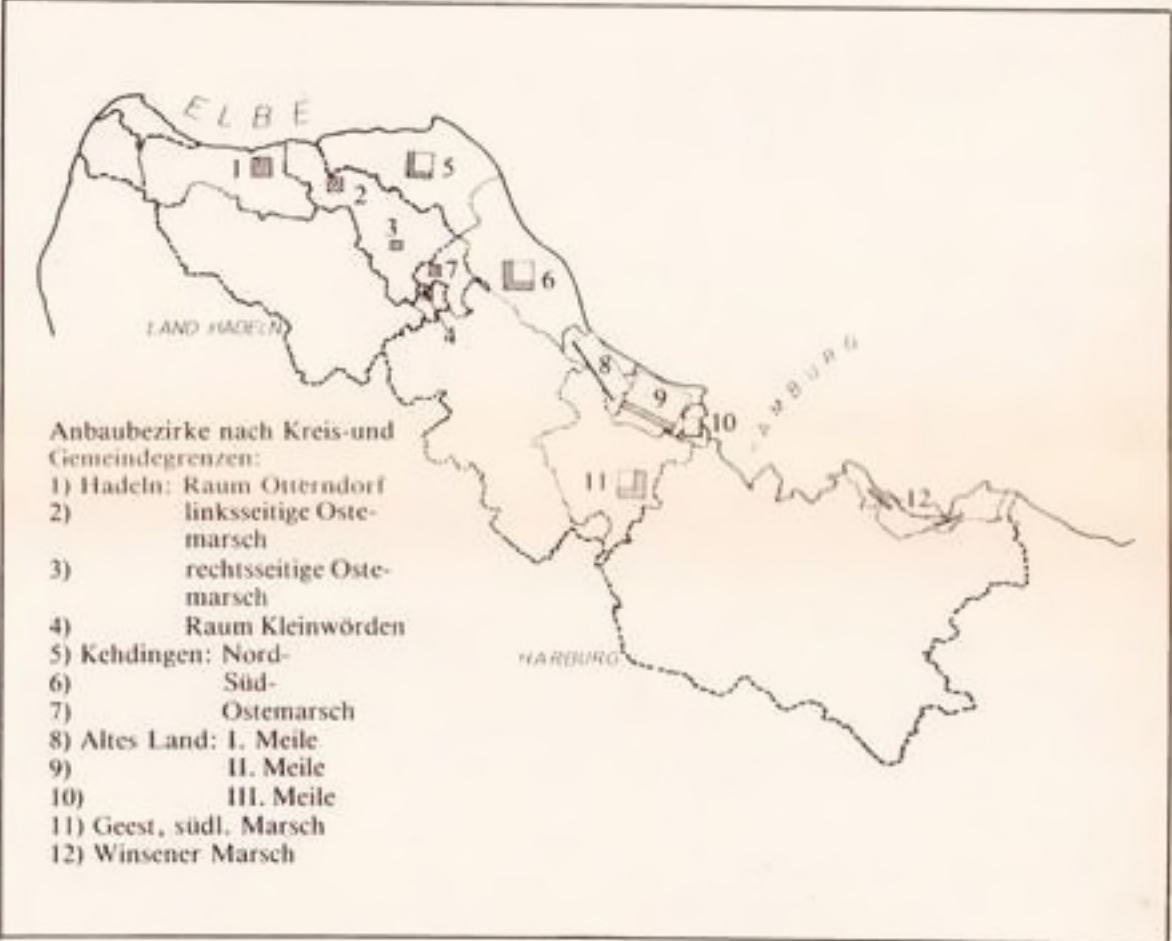 ELBE
1
5
2
3
7
6
4
LAND HADELN
8
9
10
AMBURG
11
12
HARBURG
Anbaubezirke nach Kreis-und
Gemeindegrenzen:
1) Hadeln: Raum Otterndorf
2) linksseitige Oste-
marsch
3) rechtsseitige Oste-
marsch
4) Raum Kleinwörden
5) Kehdingen: Nord-
6) Süd-
7) Ostemarsch
8) Altes Land: I. Meile
9) II. Meile
10) III. Meile
11) Geest, südl. Marsch
12) Winsener Marsch